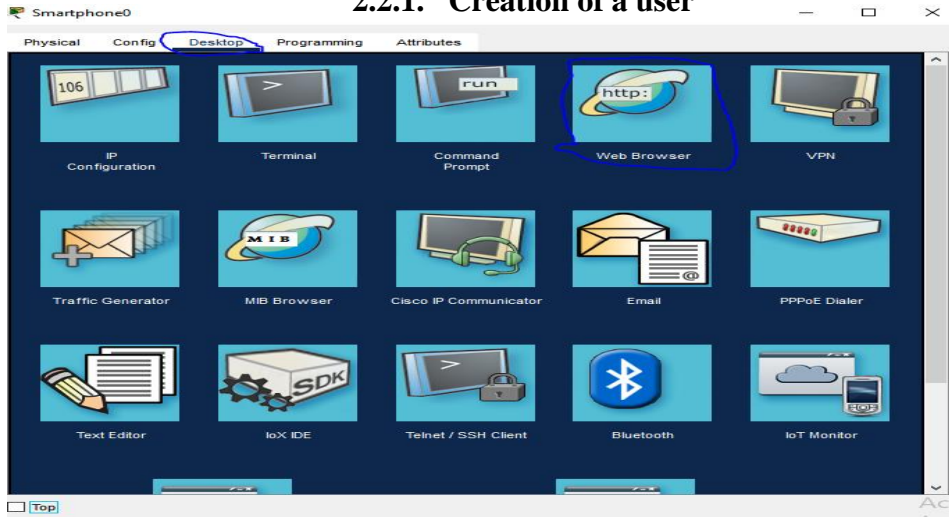 2.2.1. Creation of a user
Smartphone0
Physical Config Desktop Programming Attributes
106
>
run
http:
IP
Configuration
Terminal
Command
Prompt
Web Browser
VPN
MIB
@
Traffic Generator
MIB Browser
Cisco IP Communicator
Email
PPPoE Dialer
SDK
>
Text Editor
IoX IDE
Telnet / SSH Client
Bluetooth
IoT Monitor
Top